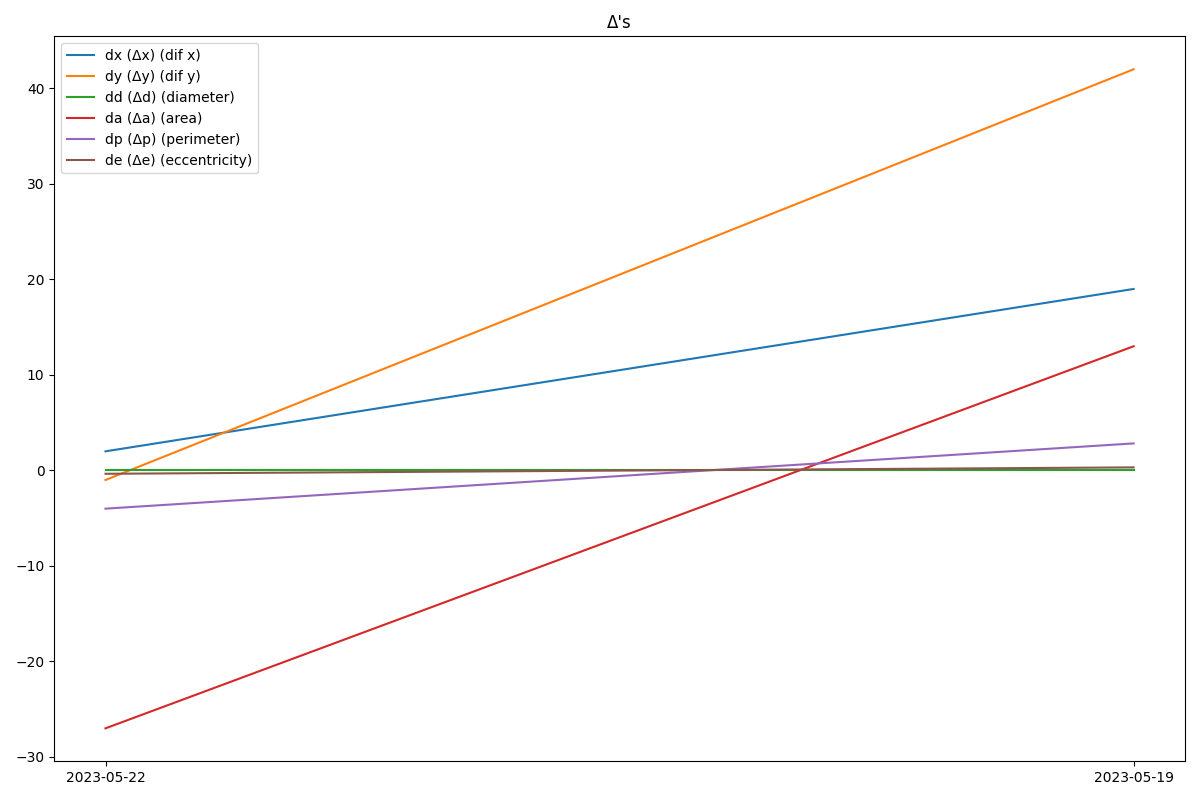 Δ's
dx (Δx) (dif x)
dy (Δy) (dif y)
dd (Δd) (diameter)
da (Δa) (area)
dp (Δp) (perimeter)
de (Δe) (eccentricity)
40
30
20
10
0
−10
−20
−30
2023-05-22 2023-05-19